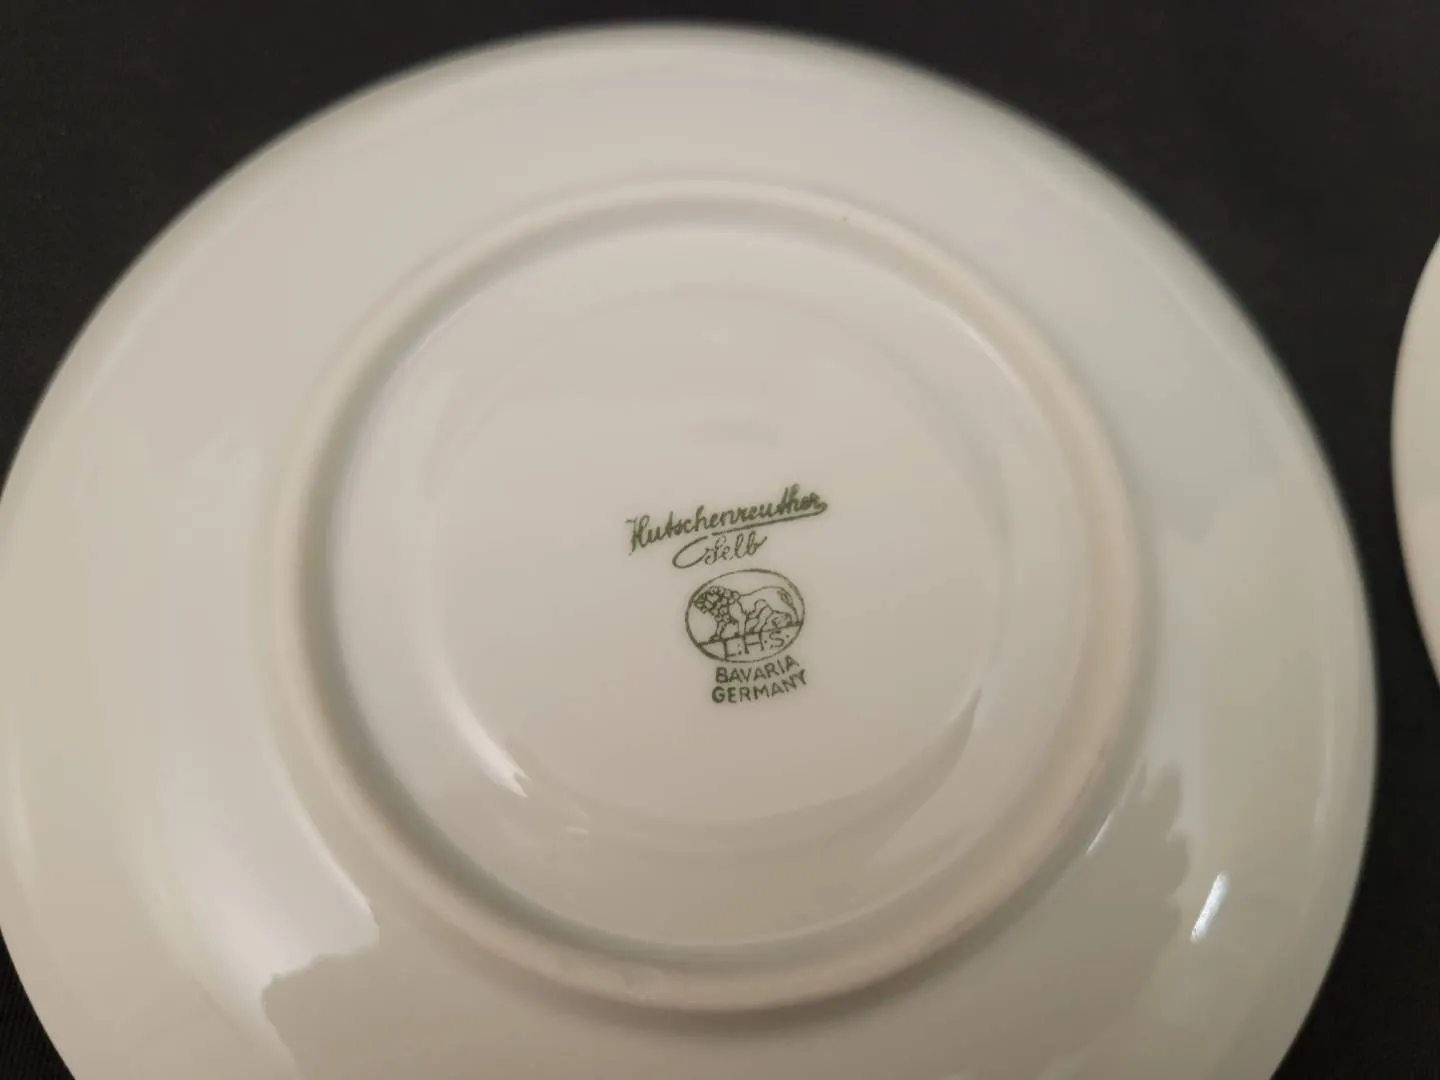 Hutschenreuther
Selb
L.H.S.
BAVARIA
GERMANY